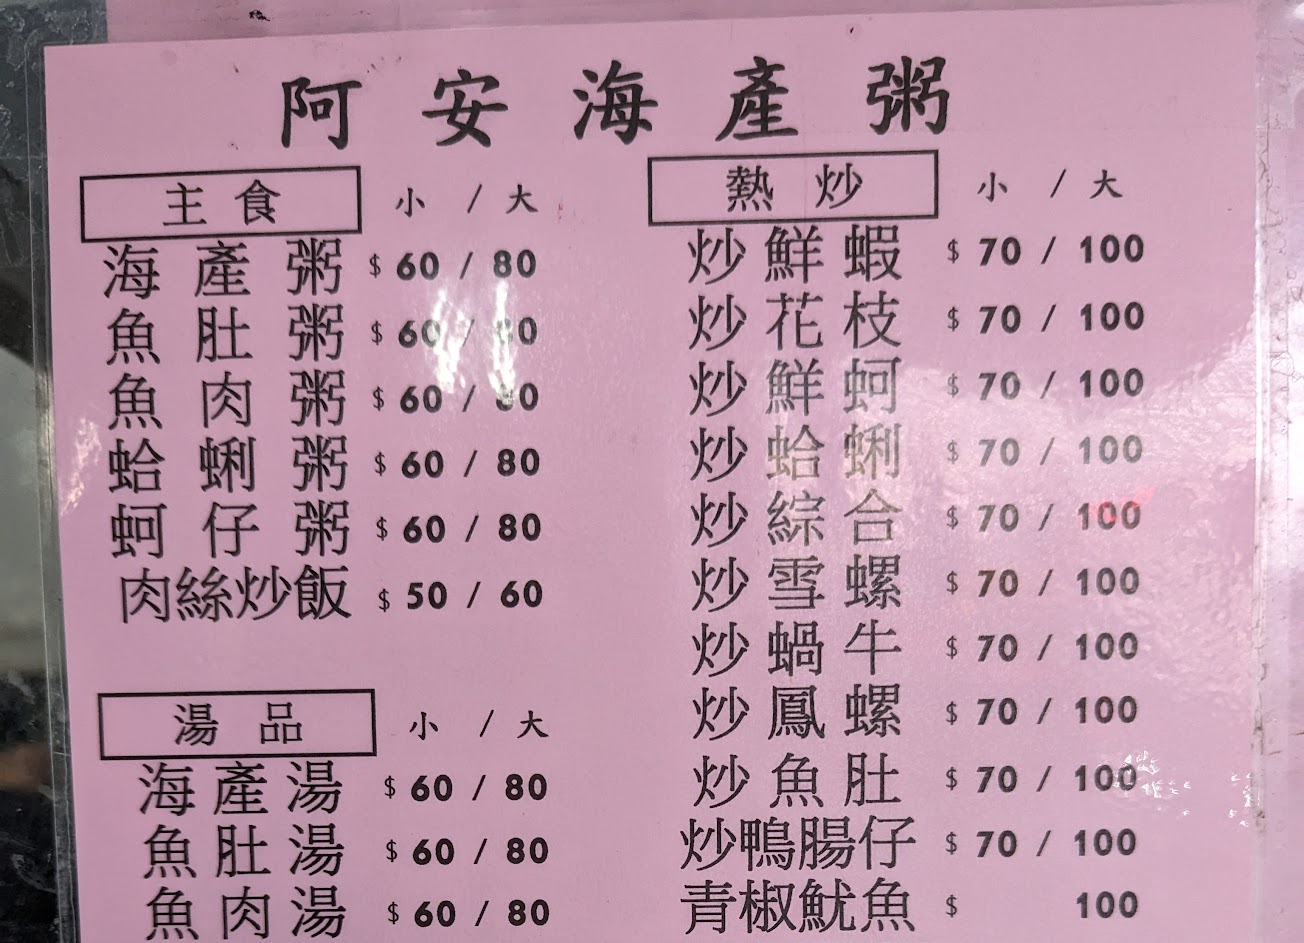 阿安海產粥
主食 小 / 大
海產粥 $ 60 / 80
魚肚粥 $ 60 / 80
魚肉粥 $ 60 / 80
蛤蜊粥 $ 60 / 80
蚵仔粥 $ 60 / 80
肉絲炒飯 $ 50 / 60
湯品 小 / 大
海產湯 $ 60 / 80
魚肚湯 $ 60 / 80
魚肉湯 $ 60 / 80
熱炒 小 / 大
炒鮮蝦 $ 70 / 100
炒花枝 $ 70 / 100
炒鮮蚵 $ 70 / 100
炒蛤蜊 $ 70 / 100
炒綜合 $ 70 / 100
炒雪螺 $ 70 / 100
炒蝸牛 $ 70 / 100
炒鳳螺 $ 70 / 100
炒魚肚 $ 70 / 100
炒鴨腸仔 $ 70 / 100
青椒魷魚 $ 100